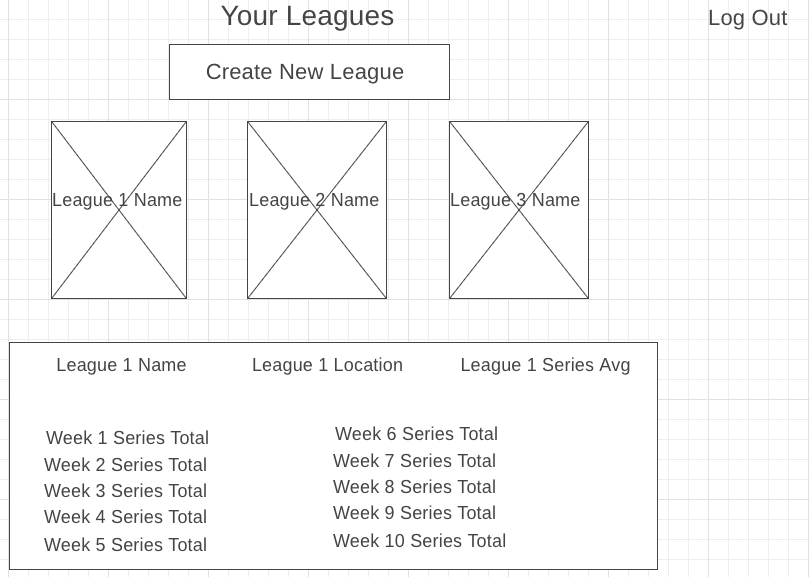 Your Leagues
Log Out
Create New League
League 1 Name
League 2 Name
League 3 Name
League 1 Name
League 1 Location
League 1 Series Avg
Week 1 Series Total
Week 2 Series Total
Week 3 Series Total
Week 4 Series Total
Week 5 Series Total
Week 6 Series Total
Week 7 Series Total
Week 8 Series Total
Week 9 Series Total
Week 10 Series Total